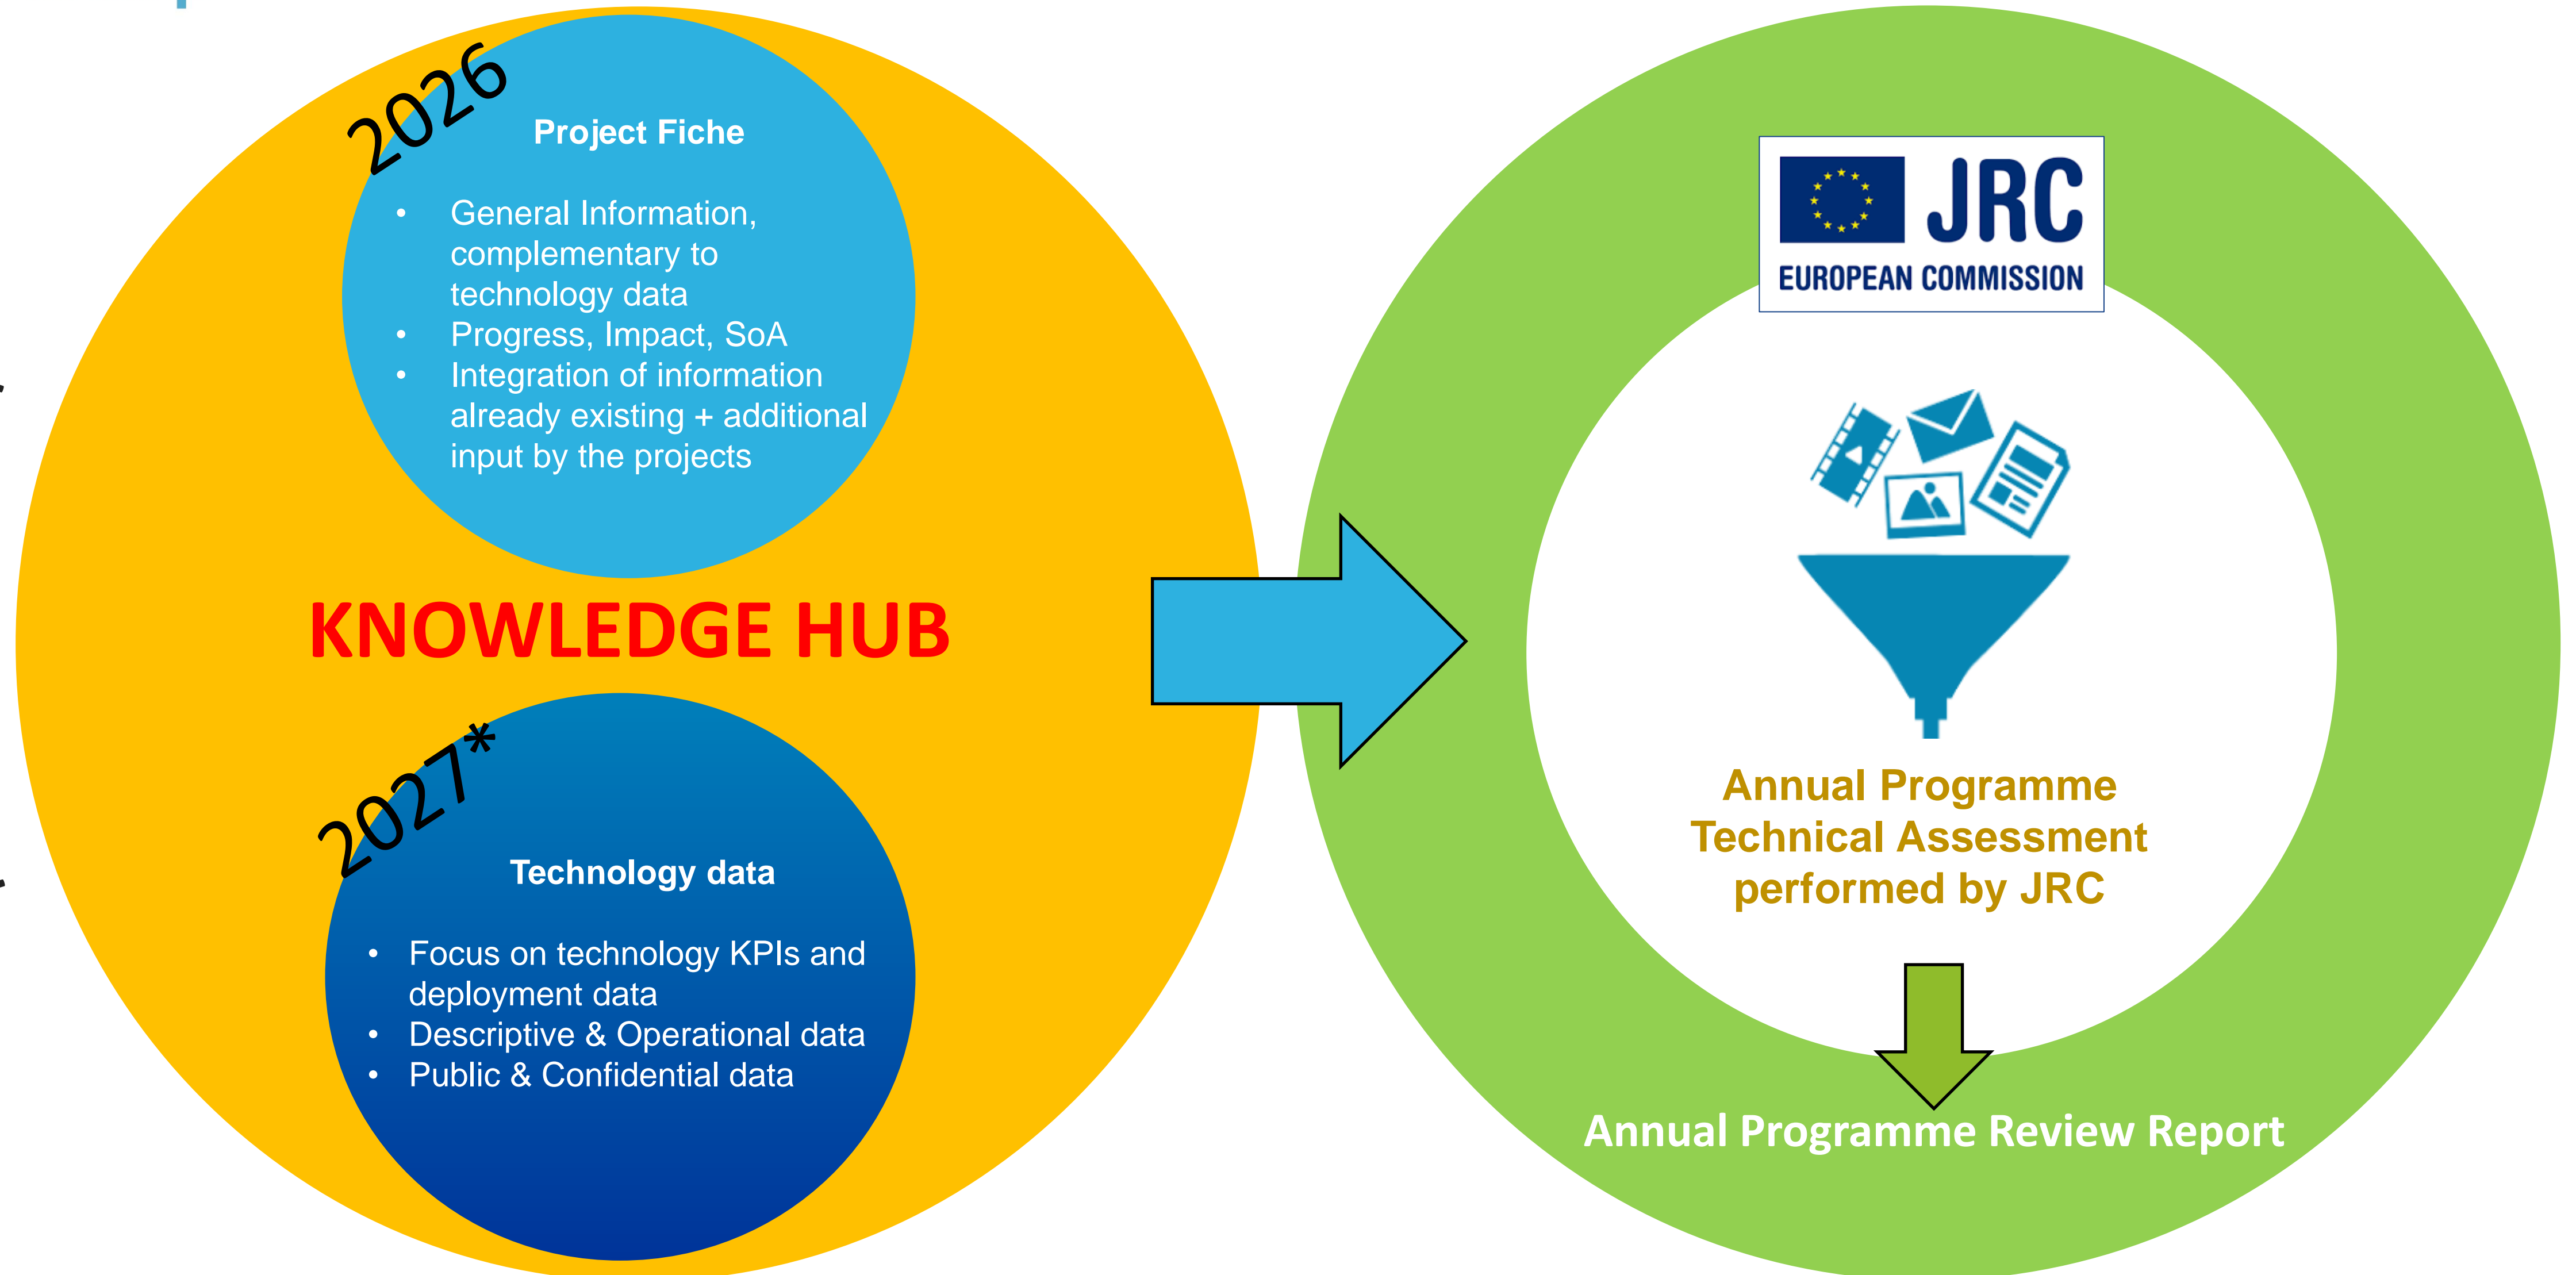 2026
Project Fiche
• General Information,
complementary to
technology data
• Progress, Impact, SoA
• Integration of information
already existing + additional
input by the projects
KNOWLEDGE HUB
2027*
Technology data
• Focus on technology KPIs and
deployment data
• Descriptive & Operational data
• Public & Confidential data
JRC
EUROPEAN COMMISSION
Annual Programme
Technical Assessment
performed by JRC
Annual Programme Review Report